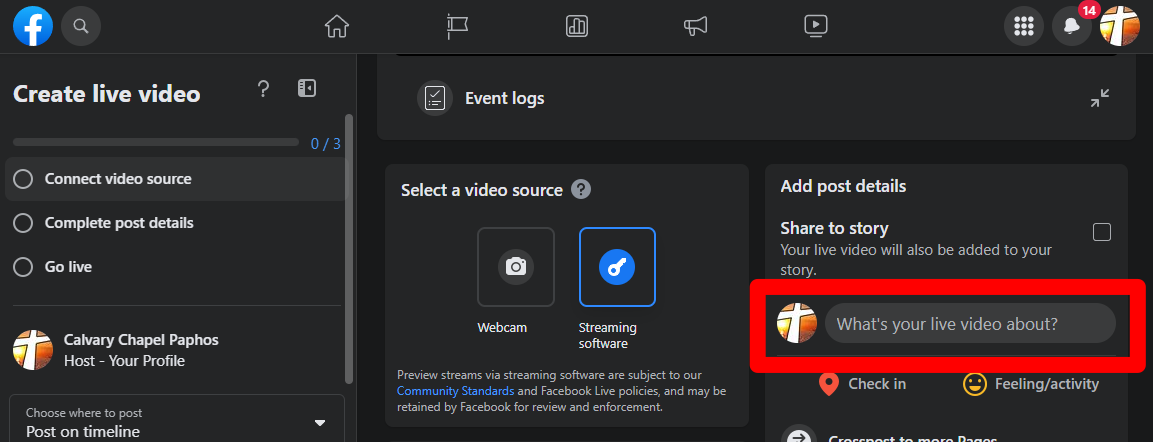 14
Create live video
?
0 / 3
Connect video source
Complete post details
Go live
Calvary Chapel Paphos
Host - Your Profile
Choose where to post
Post on timeline
Event logs
Select a video source ?
Webcam
Streaming
software
Preview streams via streaming software are subject to our
Community Standards and Facebook Live policies, and may be
retained by Facebook for review and enforcement.
Add post details
Share to story
Your live video will also be added to your
story.
What's your live video about?
Check in
Feeling/activity
Crosspost to more Pages